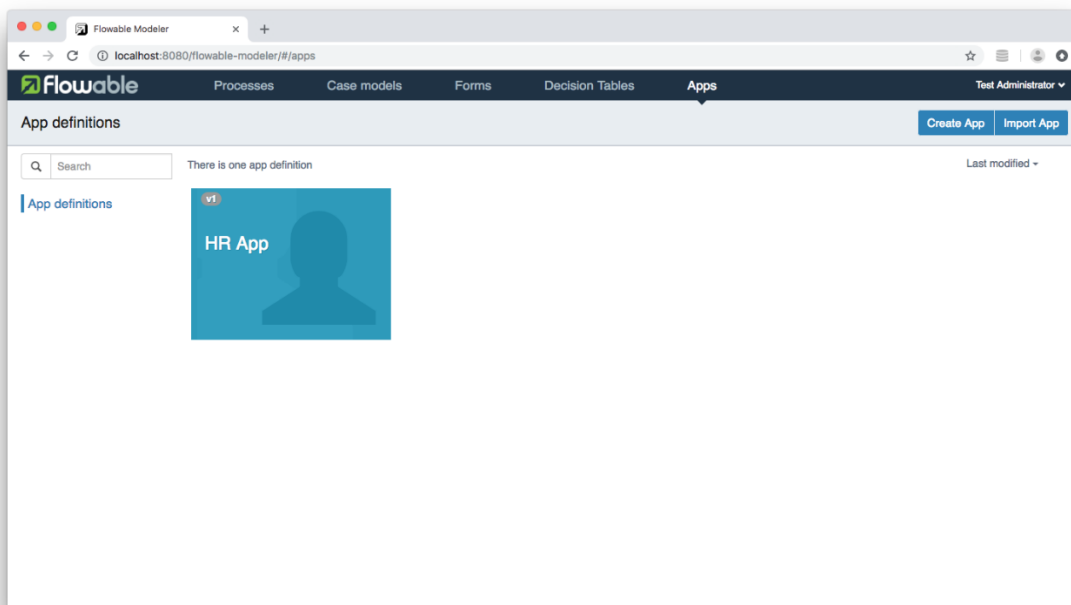 Flowable Modeler
localhost:8080/flowable-modeler/#/apps
Flowable Processes Case models Forms Decision Tables Apps Test Administrator
App definitions Create App Import App
Search There is one app definition Last modified
App definitions
v1
HR App